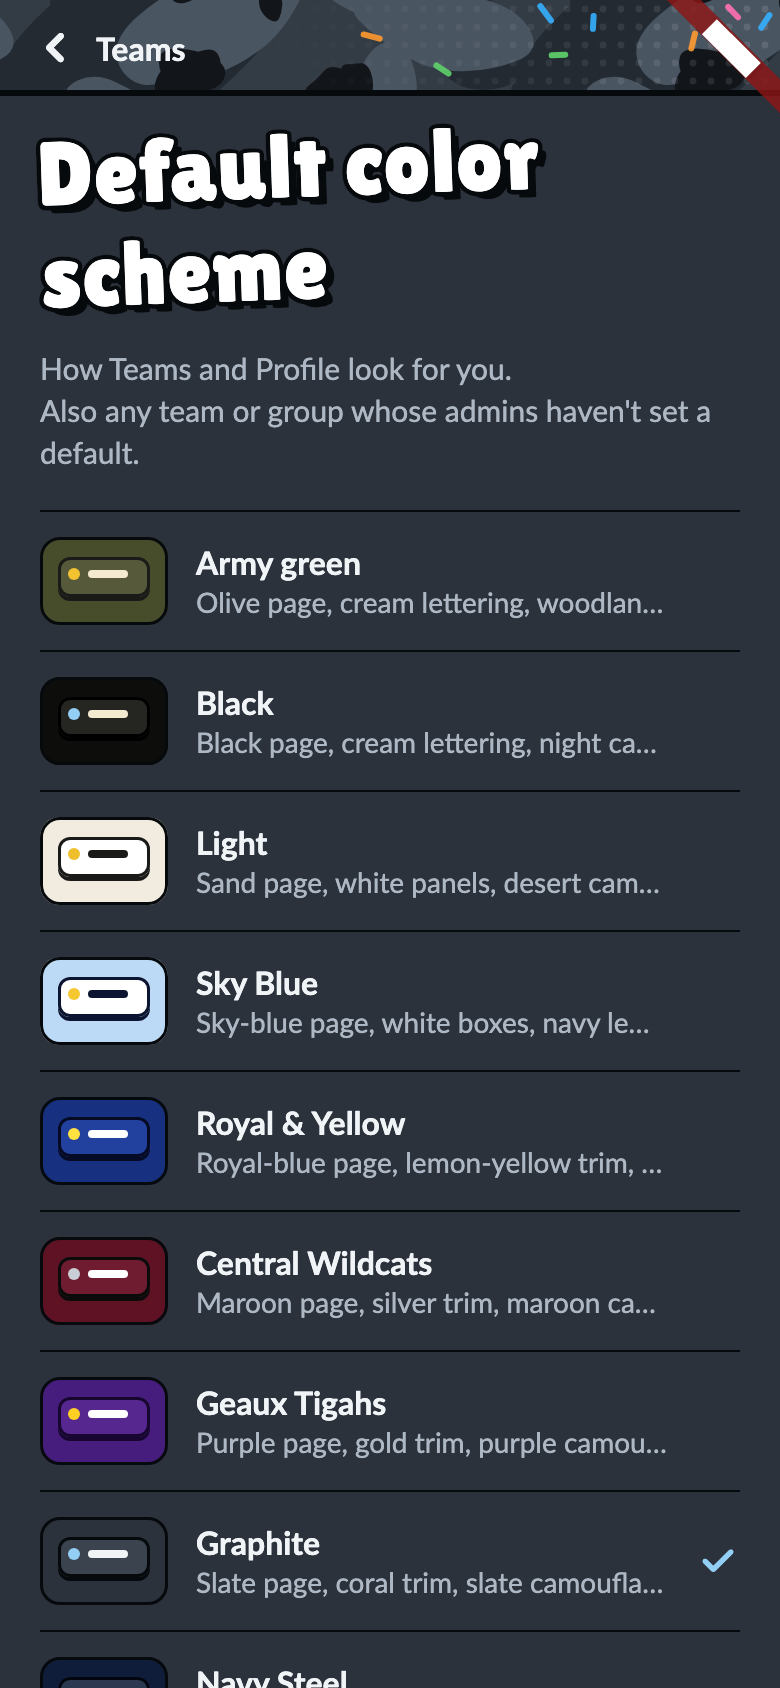 Teams
Default color
scheme
How Teams and Profile look for you.
Also any team or group whose admins haven't set a
default.
Army green
Olive page, cream lettering, woodlan...
Black
Black page, cream lettering, night ca...
Light
Sand page, white panels, desert cam...
Sky Blue
Sky-blue page, white boxes, navy le...
Royal & Yellow
Royal-blue page, lemon-yellow trim, ...
Central Wildcats
Maroon page, silver trim, maroon ca...
Geaux Tigahs
Purple page, gold trim, purple camou...
Graphite
Slate page, coral trim, slate camoufla...
Navy Steel